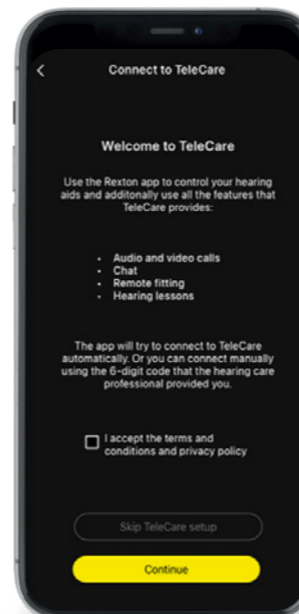 Connect to TeleCare
Welcome to TeleCare
Use the Rexton app to control your hearing
aids and additonally use all the features that
TeleCare provides:
• Audio and video calls
• Chat
• Remote fitting
• Hearing lessons
The app will try to connect to TeleCare
automatically. Or you can connect manually
using the 6-digit code that the hearing care
professional provided you.
I accept the terms and
conditions and privacy policy
Skip TeleCare setup
Continue